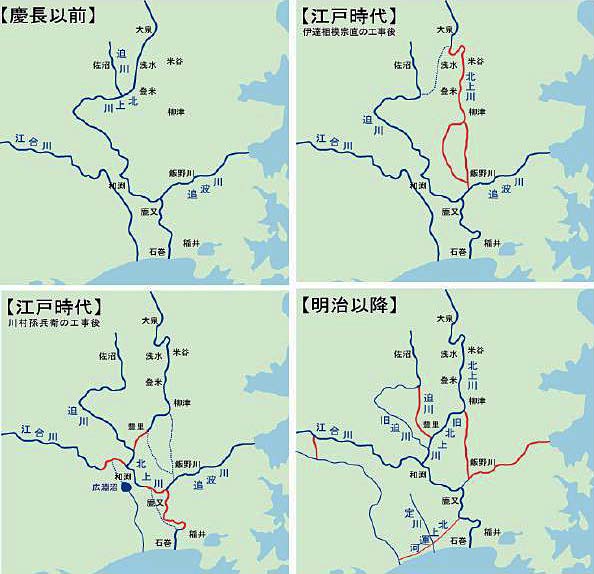 【慶長以前】
大泉
迫川
佐沼
浅水
米谷
登米
北上川
柳津
江合川
和渕
飯野川
追波川
鹿又
石巻
稲井
【江戸時代】
伊達相模宗直の工事後
大泉
佐沼
浅水
米谷
登米
北上川
柳津
迫川
江合川
和渕
飯野川
追波川
鹿又
石巻
稲井
【江戸時代】
川村孫兵衛の工事後
大泉
佐沼
浅水
米谷
登米
柳津
迫川
豊里
江合川
和渕
北上川
飯野川
追波川
広淵沼
鹿又
石巻
稲井
【明治以降】
大泉
佐沼
浅水
米谷
登米
北上川
柳津
迫川
旧迫川
豊里
旧北上川
江合川
和渕
飯野川
鹿又
定川
北上運河
石巻
稲井